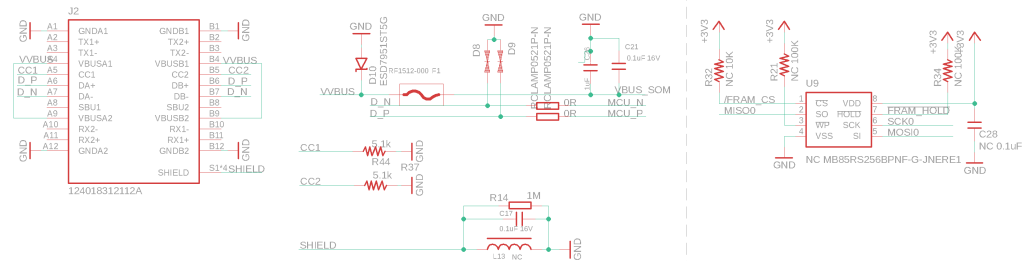 J2
GND
A1 GNDA1 GNDB1 B1
GND
A2 TX1+ TX2+ B2
A3 TX1- TX2- B3
VVBUS A4 VBUSA1 VBUSB1 B4 VVBUS
CC1 A5 CC1 CC2 B5 CC2
D_P A6 DA+ DB+ B6 D_P
D_N A7 DA- DB- B7 D_N
A8 SBU1 SBU2 B8
A9 VBUSA2 VBUSB2 B9
A10 RX2- RX1- B10
A11 RX2+ RX1+ B11
GND
A12 GNDA2 GNDB2 B12
GND
SHIELD S1*4 SHIELD
124018312112A
D10
ESD7951ST5G
RF1512-000 F1
VVBUS
D_N
D_P
GND
D8
D9
RCLAMP0521P-N
RCLAMP0521P-N
0R
0R
GND
1uF
C21
0.1uF 16V
VBUS_SOM
MCU_N
MCU_P
CC1
5.1k
R44
R37
GND
CC2
5.1k
GND
R14 1M
C17
0.1uF 16V
SHIELD
L13 NC
GND
+3V3
R32
NC 10K
+3V3
R21
NC 100K
+3V3
R34
NC 100K
+3V3
U9
/FRAM_CS 1 CS VDD 8
MISO0 2 SO HOLD 7 FRAM_HOLD
3 WP SCK 6 SCK0
4 VSS SI 5 MOSI0
GND
NC MB85RS256BPNF-G-JNERE1
C28
NC 0.1uF
GND